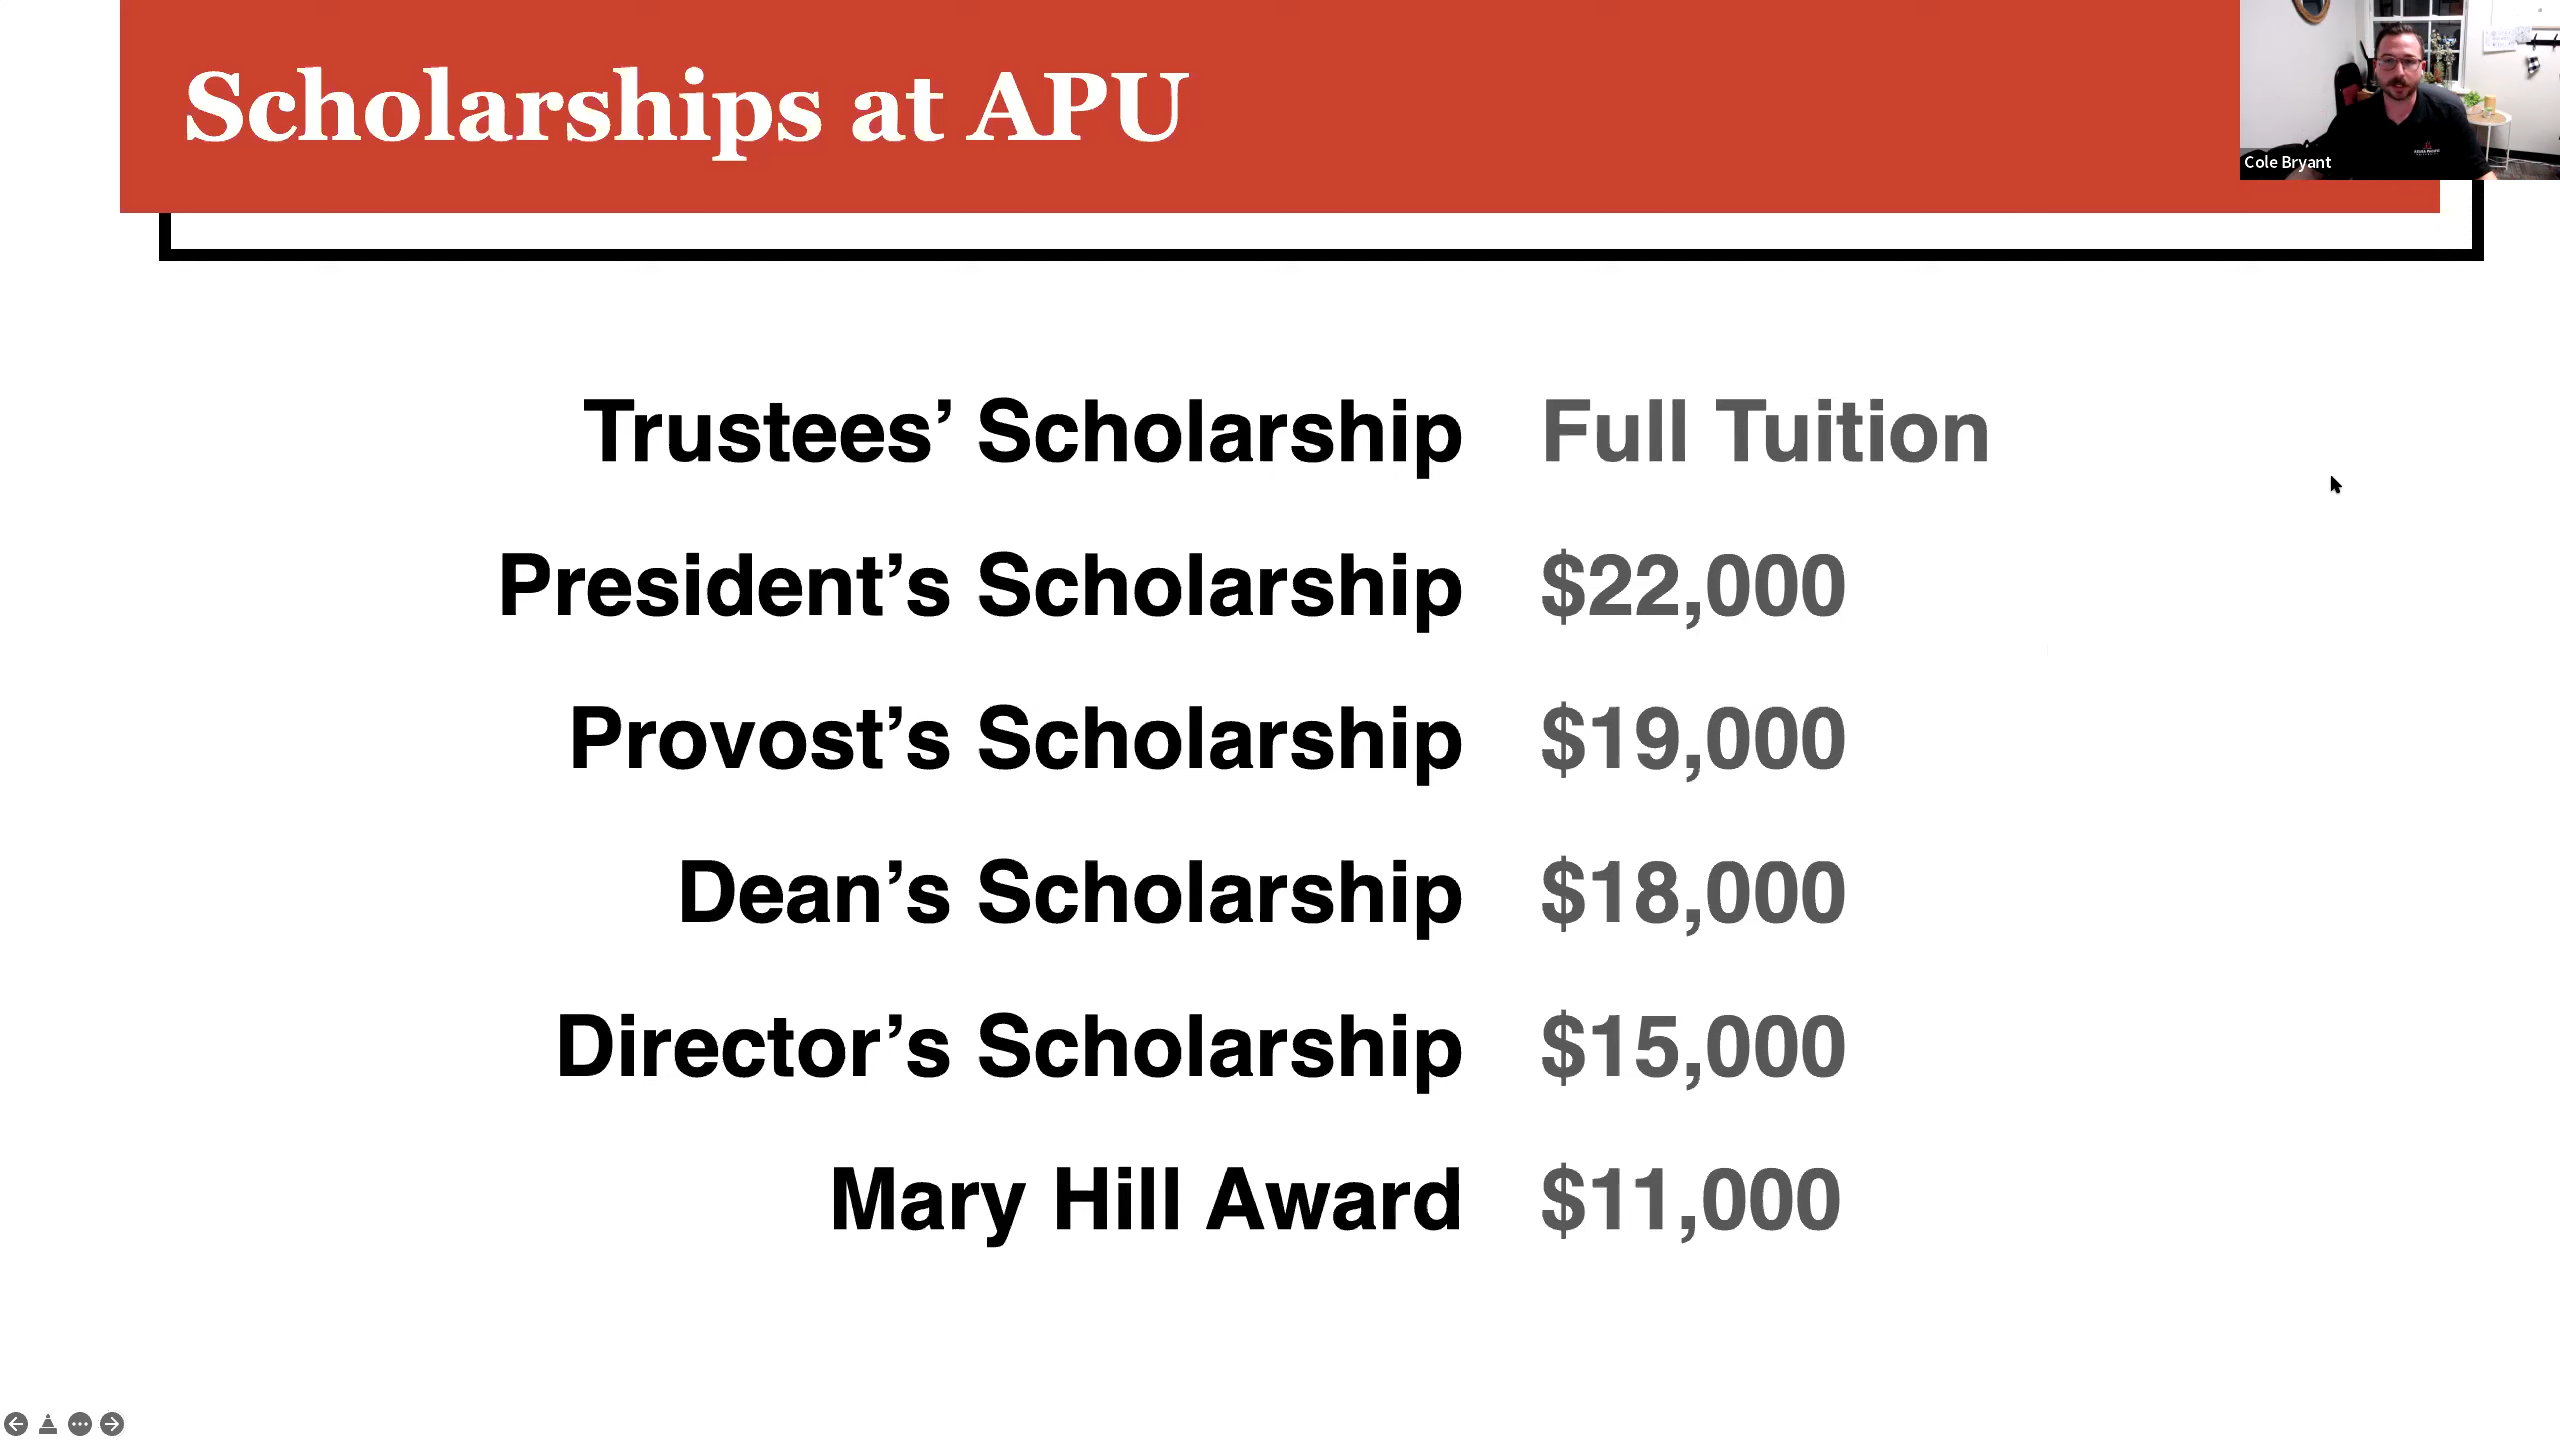 Scholarships at APU
Cole Bryant
Trustees’ Scholarship Full Tuition
President’s Scholarship $22,000
Provost’s Scholarship $19,000
Dean’s Scholarship $18,000
Director’s Scholarship $15,000
Mary Hill Award $11,000